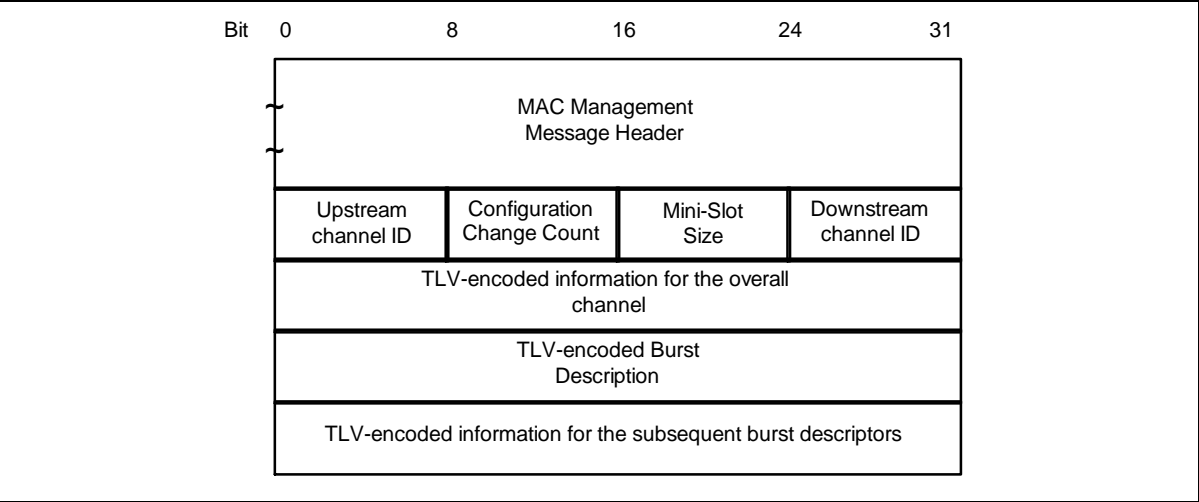 Bit 0 8 16 24 31
MAC Management
Message Header
~
~
Upstream
channel ID
Configuration
Change Count
Mini-Slot
Size
Downstream
channel ID
TLV-encoded information for the overall
channel
TLV-encoded Burst
Description
TLV-encoded information for the subsequent burst descriptors